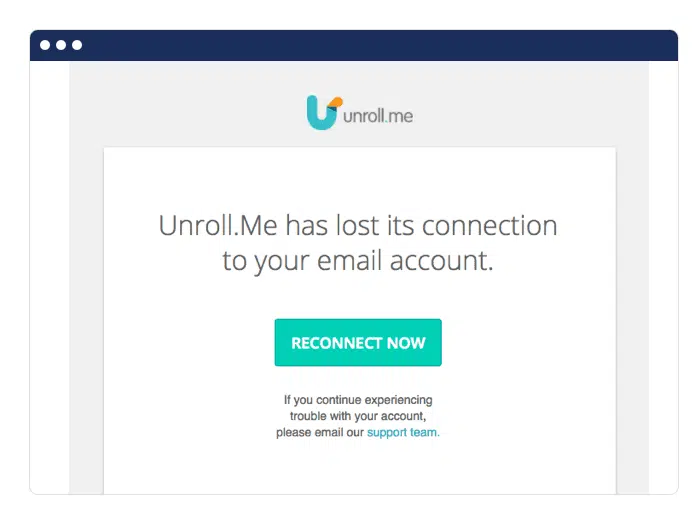 unroll.me
Unroll.Me has lost its connection
to your email account.
RECONNECT NOW
If you continue experiencing
trouble with your account,
please email our support team.